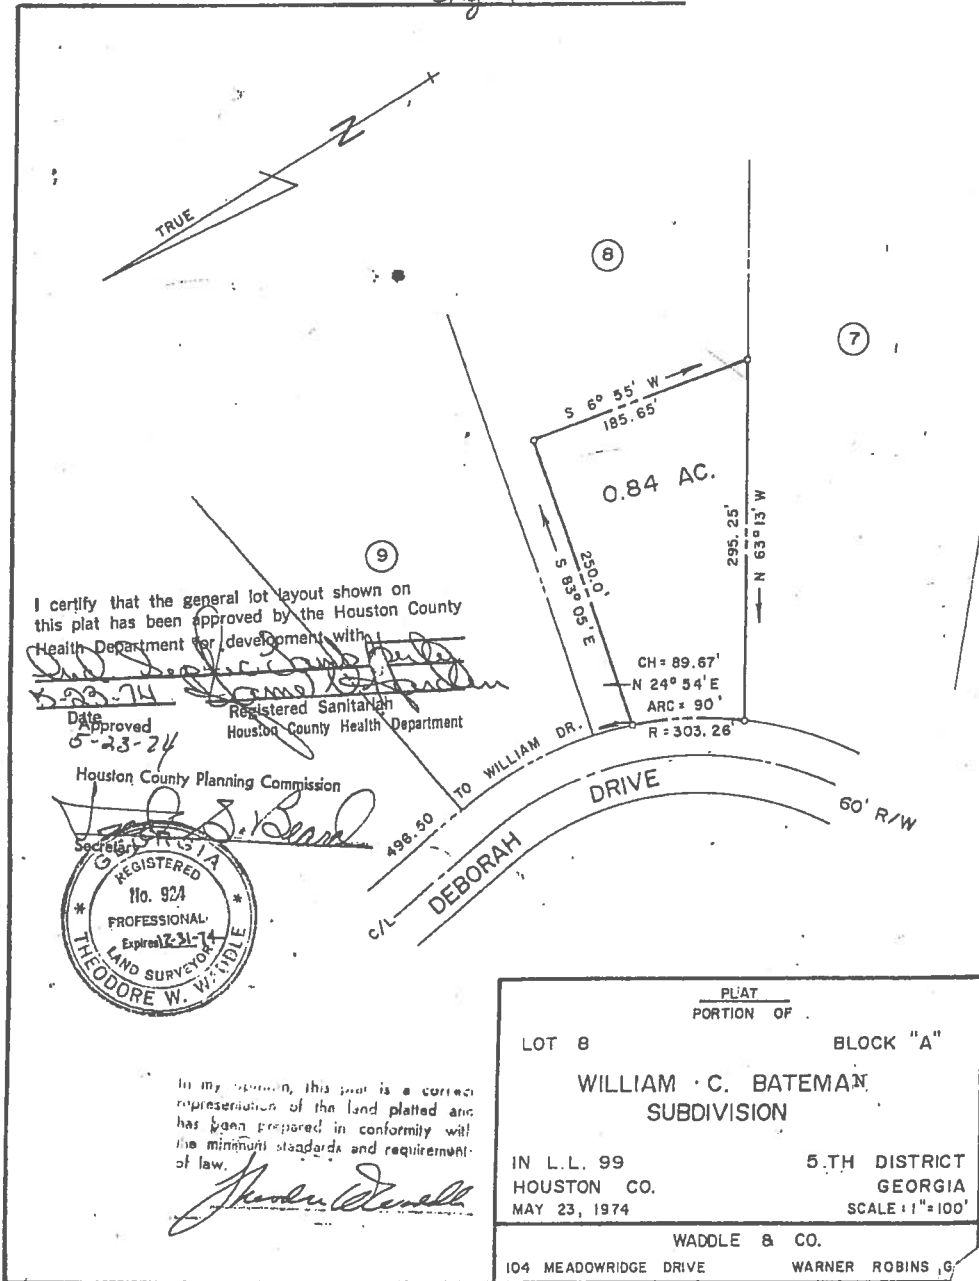 TRUE
N
8
7
S 6° 55' W
185.65'
0.84 AC.
295.25'
N 63° 13' W
250.0'
S 83° 05' E
9
I certify that the general lot layout shown on
this plat has been approved by the Houston County
Health Department for development with
5-23-74
Date
Registered Sanitarian
Houston County Health Department
Approved
5-23-74
Houston County Planning Commission
Beard
Secretary
CH = 89.67'
N 24° 54' E
ARC = 90'
R = 303.26'
498.50 TO WILLIAM DR.
DEBORAH DRIVE
60' R/W
C/L
GEORGIA
REGISTERED
No. 924
PROFESSIONAL
Expires 12-31-74
LAND SURVEYOR
THEODORE W. WADDLE
In my opinion, this plat is a correct
representation of the land platted and
has been prepared in conformity with
the minimum standards and requirement
of law.
PLAT
PORTION OF
LOT 8 BLOCK "A"
WILLIAM C. BATEMAN
SUBDIVISION
IN L.L. 99 5.TH DISTRICT
HOUSTON CO. GEORGIA
MAY 23, 1974 SCALE : 1"=100'
WADDLE & CO.
104 MEADOWRIDGE DRIVE WARNER ROBINS, G